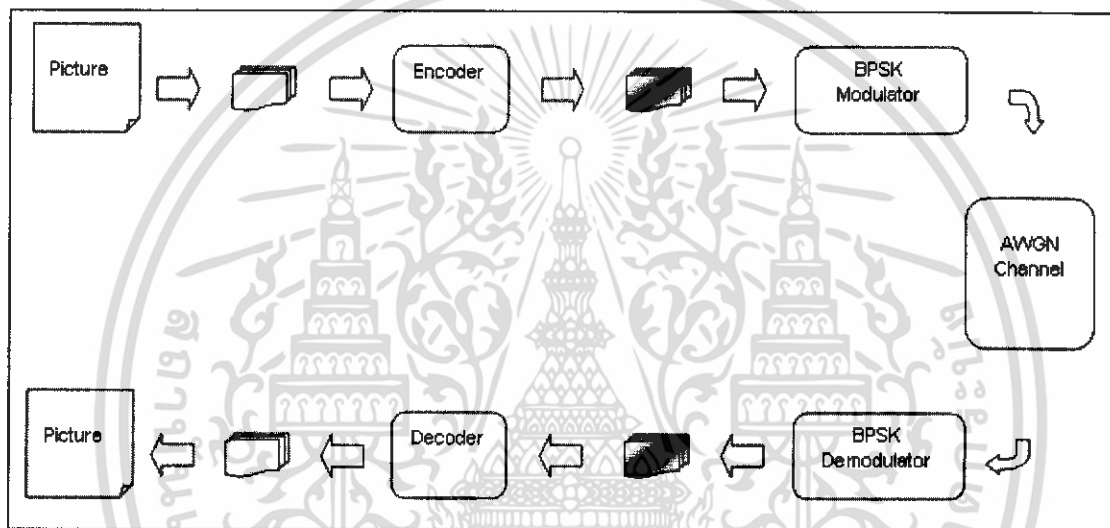 Picture
Encoder
BPSK
Modulator
AWGN
Channel
Picture
Decoder
BPSK
Demodulator